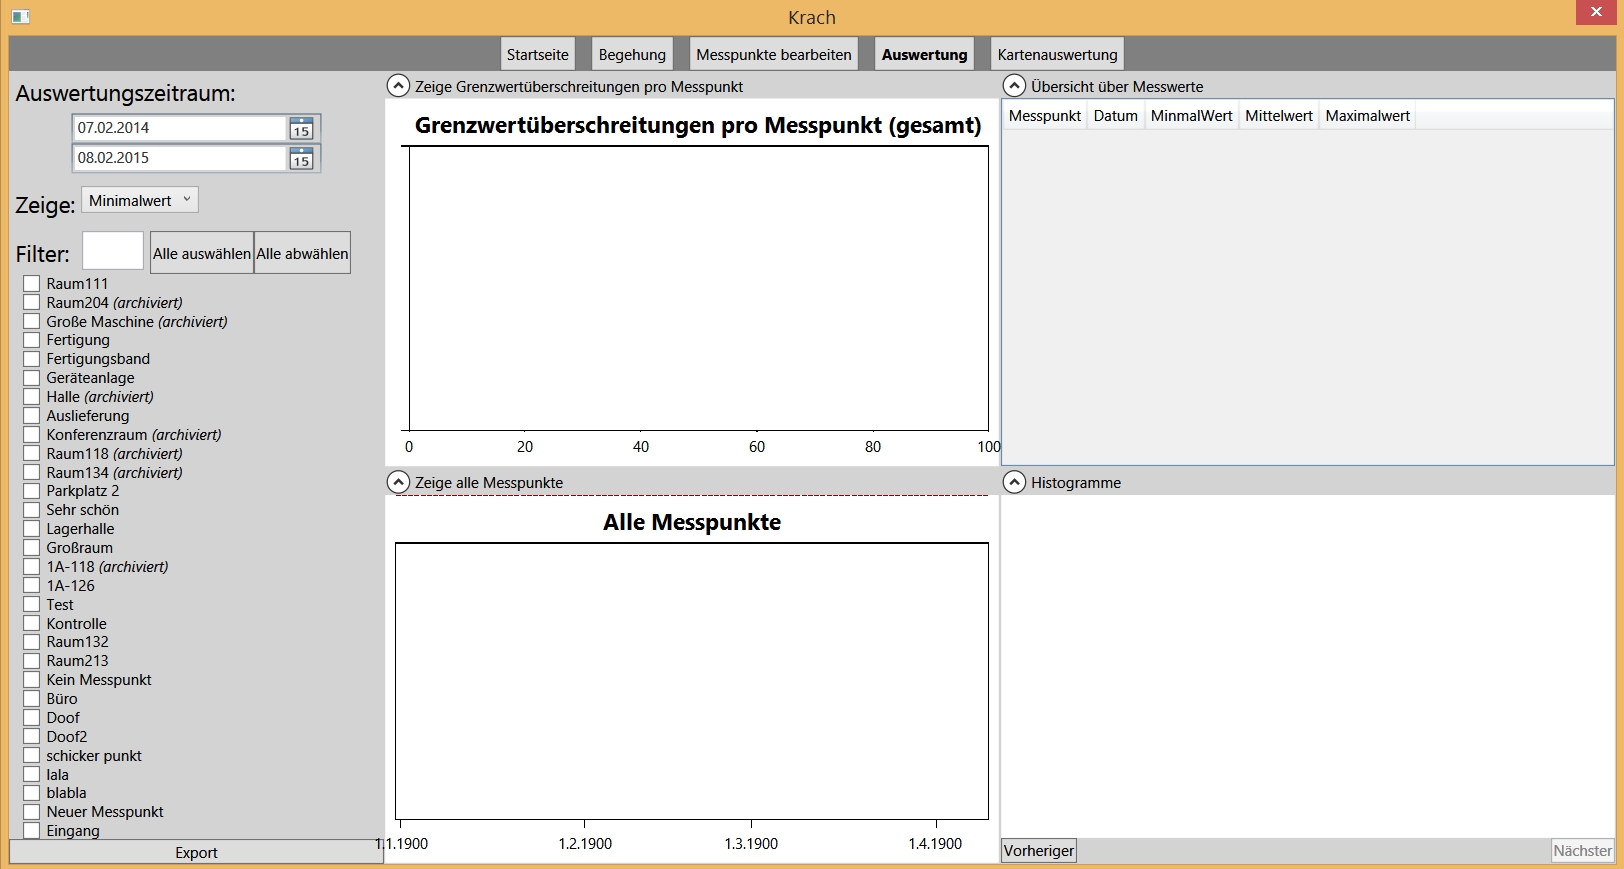 Krach
Startseite Begehung Messpunkte bearbeiten Auswertung Kartenauswertung
Auswertungszeitraum:
07.02.2014 15
08.02.2015 15
Zeige: Minimalwert
Filter: Alle auswählen Alle abwählen
Raum111
Raum204 (archiviert)
Große Maschine (archiviert)
Fertigung
Fertigungsband
Geräteanlage
Halle (archiviert)
Auslieferung
Konferenzraum (archiviert)
Raum118 (archiviert)
Raum134 (archiviert)
Parkplatz 2
Sehr schön
Lagerhalle
Großraum
1A-118 (archiviert)
1A-126
Test
Kontrolle
Raum132
Raum213
Kein Messpunkt
Büro
Doof
Doof2
schicker punkt
lala
blabla
Neuer Messpunkt
Eingang
Export
Zeige Grenzwertüberschreitungen pro Messpunkt
Grenzwertüberschreitungen pro Messpunkt (gesamt)
0 20 40 60 80 100
Zeige alle Messpunkte
Alle Messpunkte
1.1.1900 1.2.1900 1.3.1900 1.4.1900
Übersicht über Messwerte
Messpunkt Datum MinmalWert Mittelwert Maximalwert
Histogramme
Vorheriger Nächster